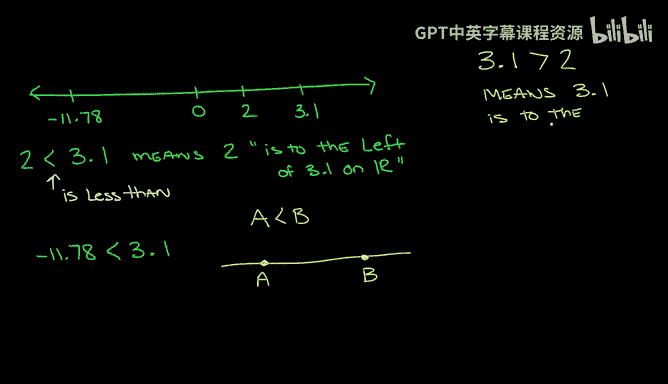 GPT中英字幕课程资源 bilibili
3.1 > 2
MEANS 3.1
is to the
-11.78 0 2 3.1
2 < 3.1 MEANS 2 "is to the Left
of 3.1 on ℝ"
↑ is Less than
A < B
-11.78 < 3.1
A B